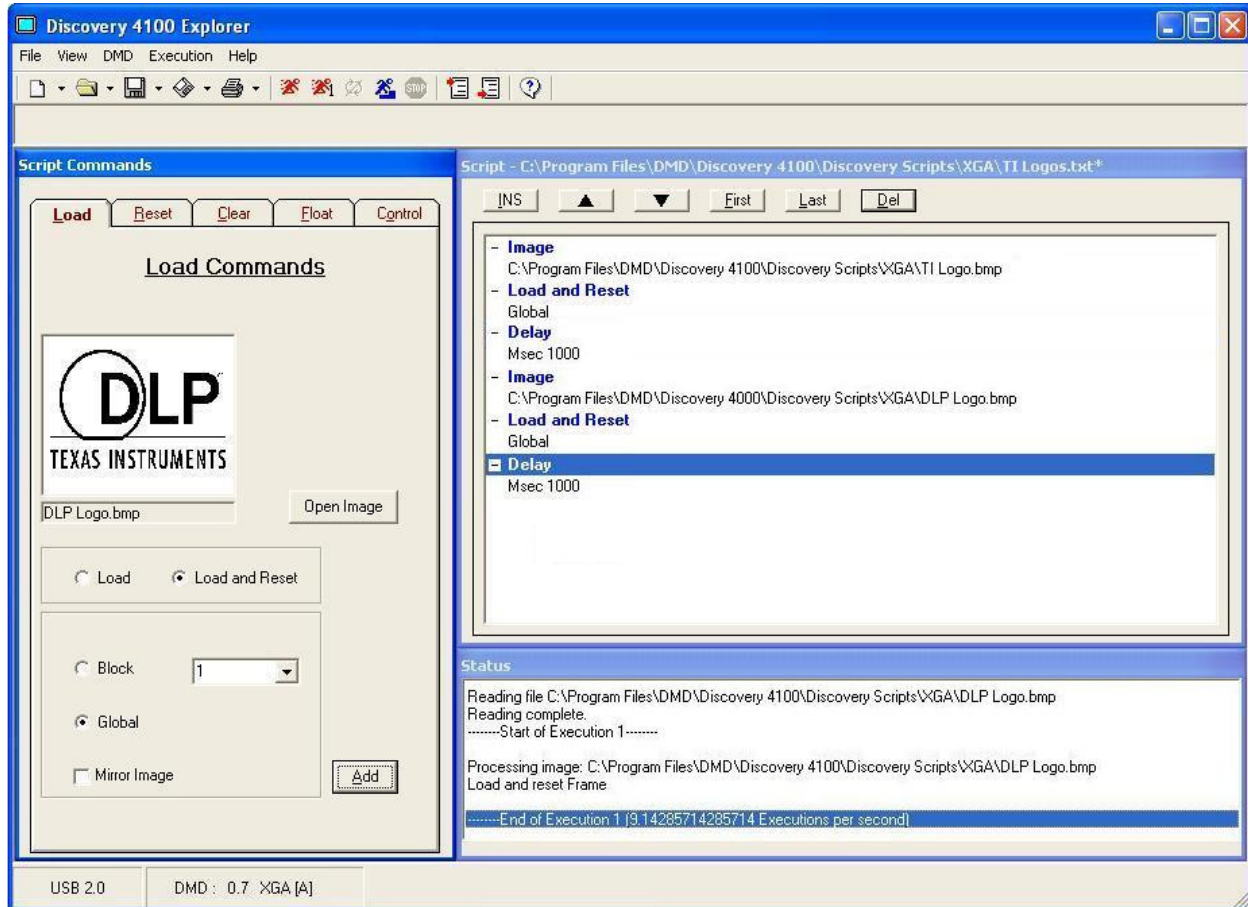 Discovery 4100 Explorer
File View DMD Execution Help
STOP
Script Commands
Load Reset Clear Float Control
Load Commands
DLP
TEXAS INSTRUMENTS
DLP Logo.bmp
Open Image
Load Load and Reset
Block 1
Global
Mirror Image
Add
Script - C:\Program Files\DMD\Discovery 4100\Discovery Scripts\XGA\TI Logos.txt*
INS First Last Del
- Image
C:\Program Files\DMD\Discovery 4100\Discovery Scripts\XGA\TI Logo.bmp
- Load and Reset
Global
- Delay
Msec 1000
- Image
C:\Program Files\DMD\Discovery 4000\Discovery Scripts\XGA\DLP Logo.bmp
- Load and Reset
Global
- Delay
Msec 1000
Status
Reading file C:\Program Files\DMD\Discovery 4100\Discovery Scripts\XGA\DLP Logo.bmp
Reading complete.
--------Start of Execution 1--------
Processing image: C:\Program Files\DMD\Discovery 4100\Discovery Scripts\XGA\DLP Logo.bmp
Load and reset Frame
--------End of Execution 1 (9.14285714285714 Executions per second)
USB 2.0 DMD : 0.7 XGA [A]